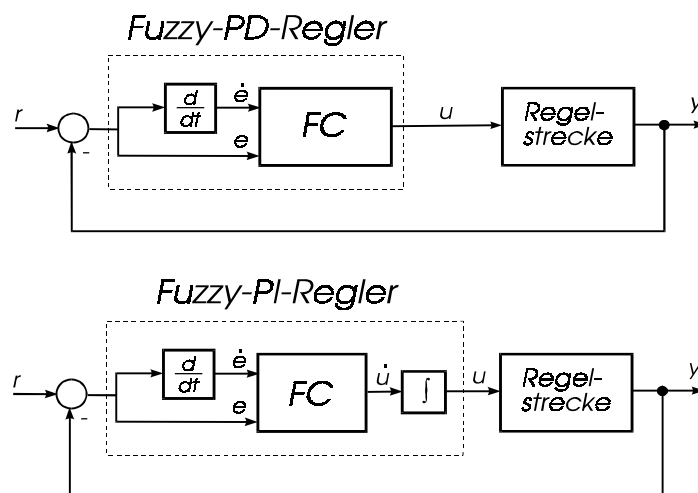 Fuzzy-PD-Regler
r
-
d
dt
ė
e
FC
u
Regel-
strecke
y
Fuzzy-PI-Regler
r
-
d
dt
ė
e
FC
u̇
∫
u
Regel-
strecke
y